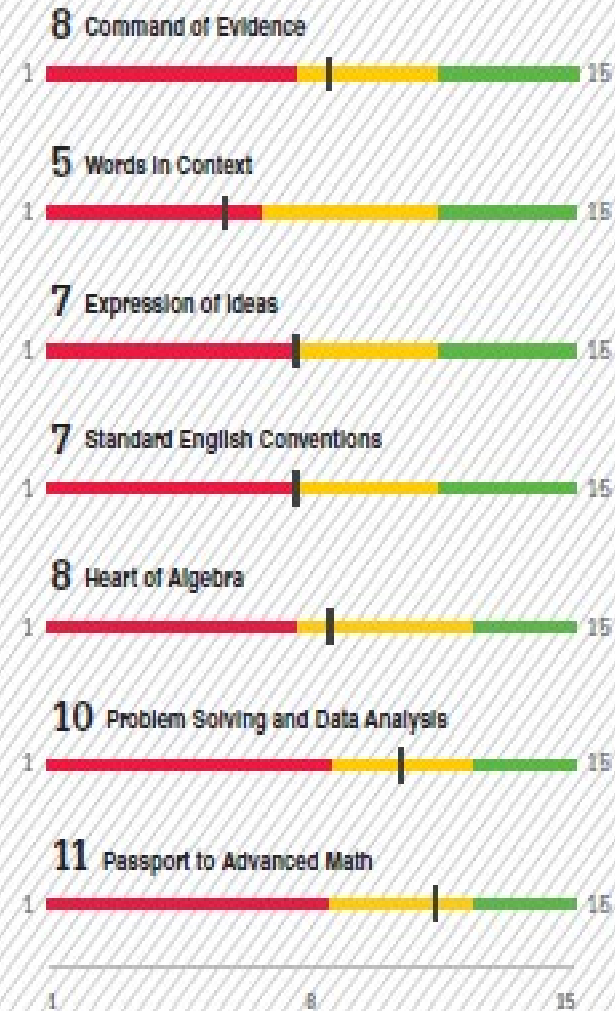 8 Command of Evidence
1 15
5 Words in Context
1 15
7 Expression of Ideas
1 15
7 Standard English Conventions
1 15
8 Heart of Algebra
1 15
10 Problem Solving and Data Analysis
1 15
11 Passport to Advanced Math
1 15
1 8 15